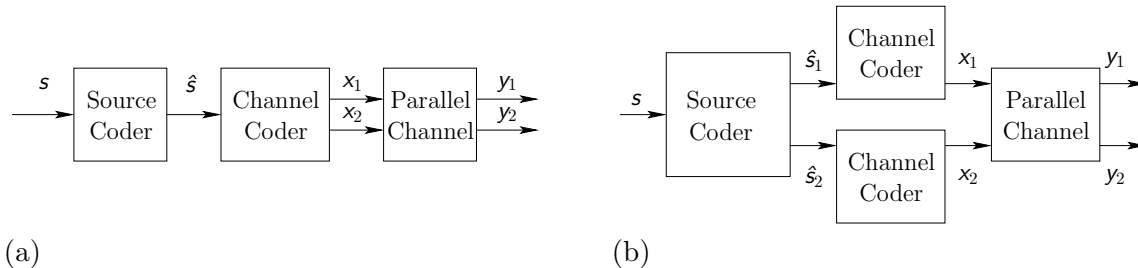 s
Source
Coder
ŝ
Channel
Coder
x₁
x₂
Parallel
Channel
y₁
y₂
(a)
s
Source
Coder
ŝ₁
ŝ₂
Channel
Coder
Channel
Coder
x₁
x₂
Parallel
Channel
y₁
y₂
(b)